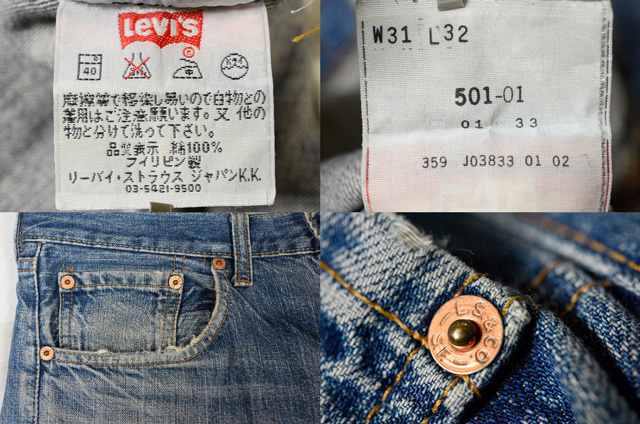 Levi's
40
摩擦等で移染し易いので白物との
着用はご注意願います。又 他の
物と分けて洗って下さい。
品質表示 綿100%
フィリピン製
リーバイ・ストラウス ジャパンK.K.
03-5421-9500
W31 L32
501-01
01 33
359 J03833 01 02
L S & CO
S F